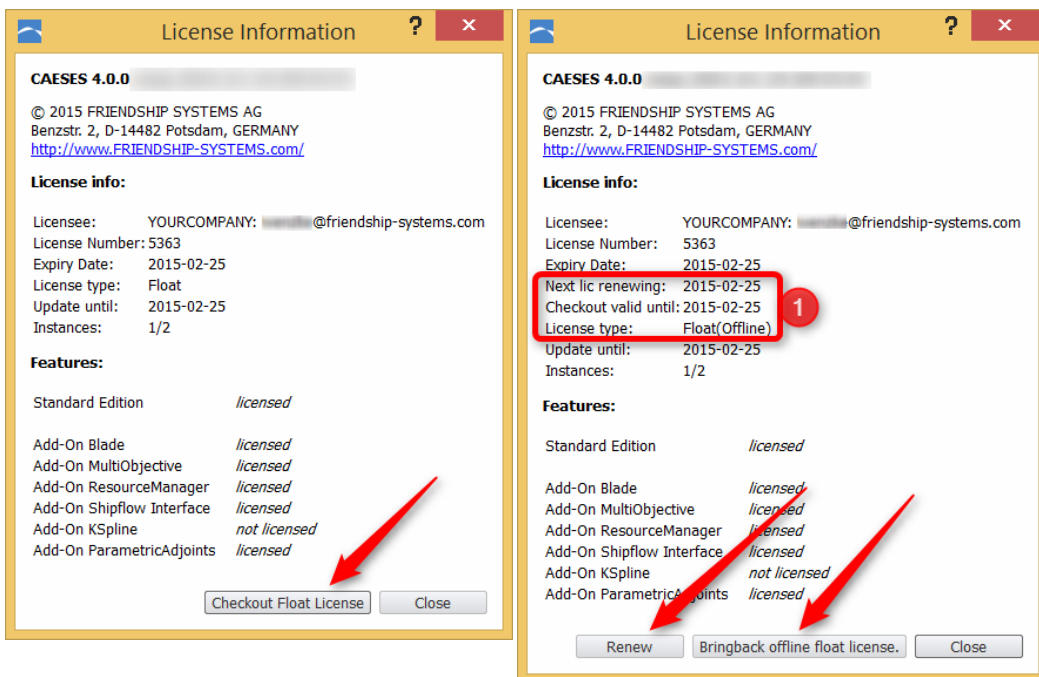 License Information ? ×
CAESES 4.0.0
© 2015 FRIENDSHIP SYSTEMS AG
Benzstr. 2, D-14482 Potsdam, GERMANY
http://www.FRIENDSHIP-SYSTEMS.com/
License info:
Licensee: YOURCOMPANY: @friendship-systems.com
License Number: 5363
Expiry Date: 2015-02-25
License type: Float
Update until: 2015-02-25
Instances: 1/2
Features:
Standard Edition licensed
Add-On Blade licensed
Add-On MultiObjective licensed
Add-On ResourceManager licensed
Add-On Shipflow Interface licensed
Add-On KSpline not licensed
Add-On ParametricAdjoints licensed
Checkout Float License Close
License Information ? ×
CAESES 4.0.0
© 2015 FRIENDSHIP SYSTEMS AG
Benzstr. 2, D-14482 Potsdam, GERMANY
http://www.FRIENDSHIP-SYSTEMS.com/
License info:
Licensee: YOURCOMPANY: @friendship-systems.com
License Number: 5363
Expiry Date: 2015-02-25
Next lic renewing: 2015-02-25
Checkout valid until: 2015-02-25
1
License type: Float(Offline)
Update until: 2015-02-25
Instances: 1/2
Features:
Standard Edition licensed
Add-On Blade licensed
Add-On MultiObjective licensed
Add-On ResourceManager licensed
Add-On Shipflow Interface licensed
Add-On KSpline not licensed
Add-On ParametricAdjoints licensed
Renew Bringback offline float license. Close